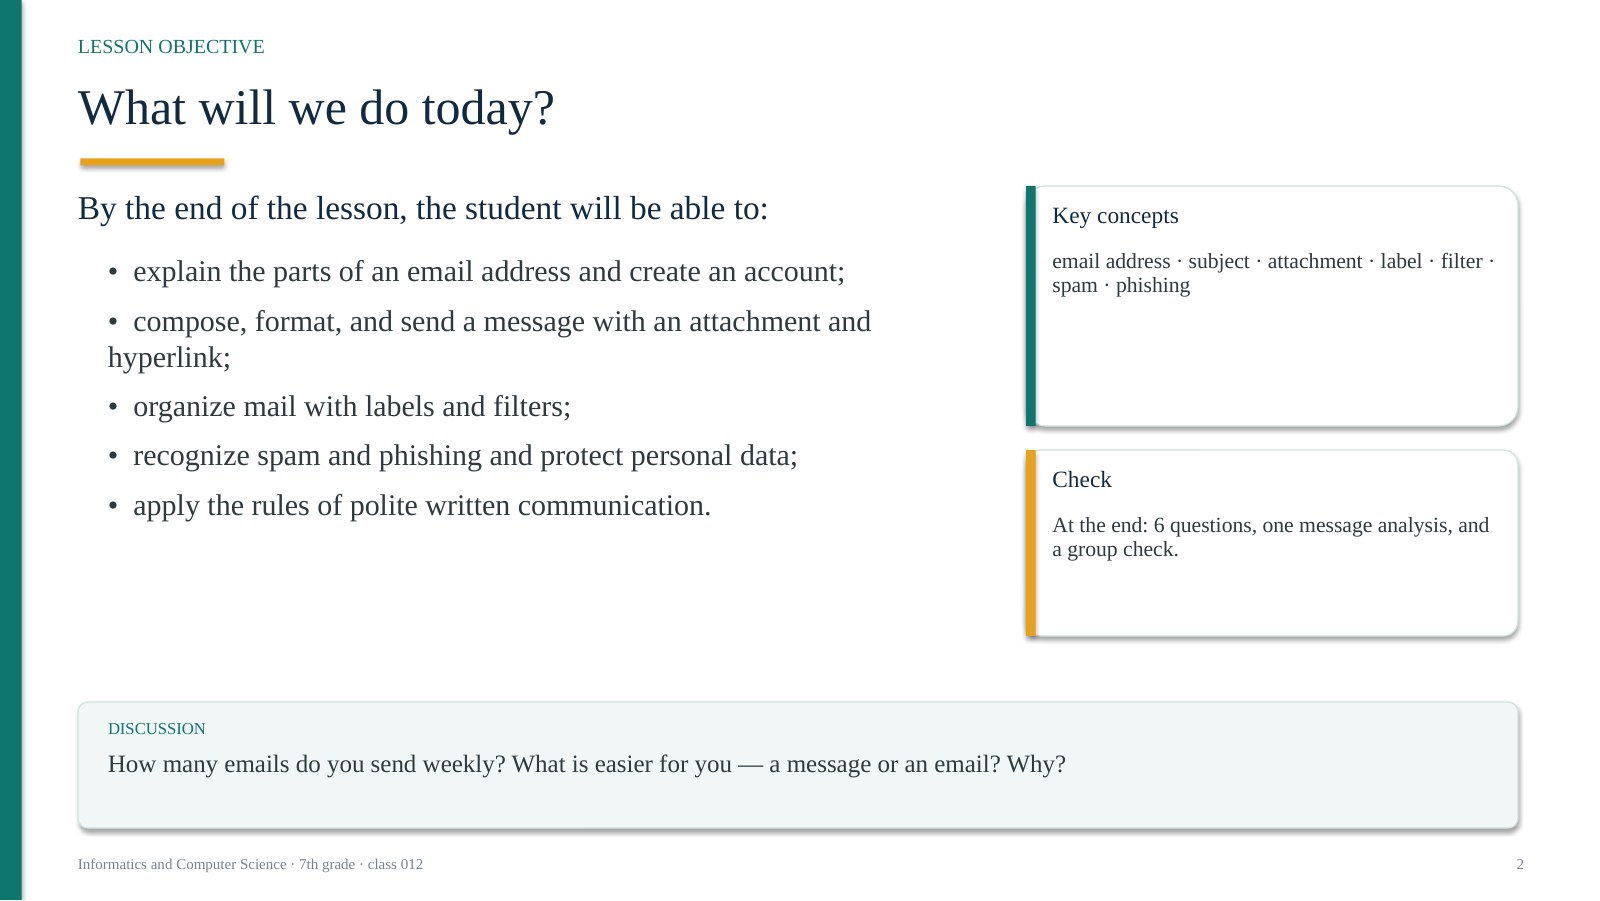 LESSON OBJECTIVE
What will we do today?
By the end of the lesson, the student will be able to:
• explain the parts of an email address and create an account;
• compose, format, and send a message with an attachment and
hyperlink;
• organize mail with labels and filters;
• recognize spam and phishing and protect personal data;
• apply the rules of polite written communication.
Key concepts
email address · subject · attachment · label · filter ·
spam · phishing
Check
At the end: 6 questions, one message analysis, and
a group check.
DISCUSSION
How many emails do you send weekly? What is easier for you — a message or an email? Why?
Informatics and Computer Science · 7th grade · class 012
2